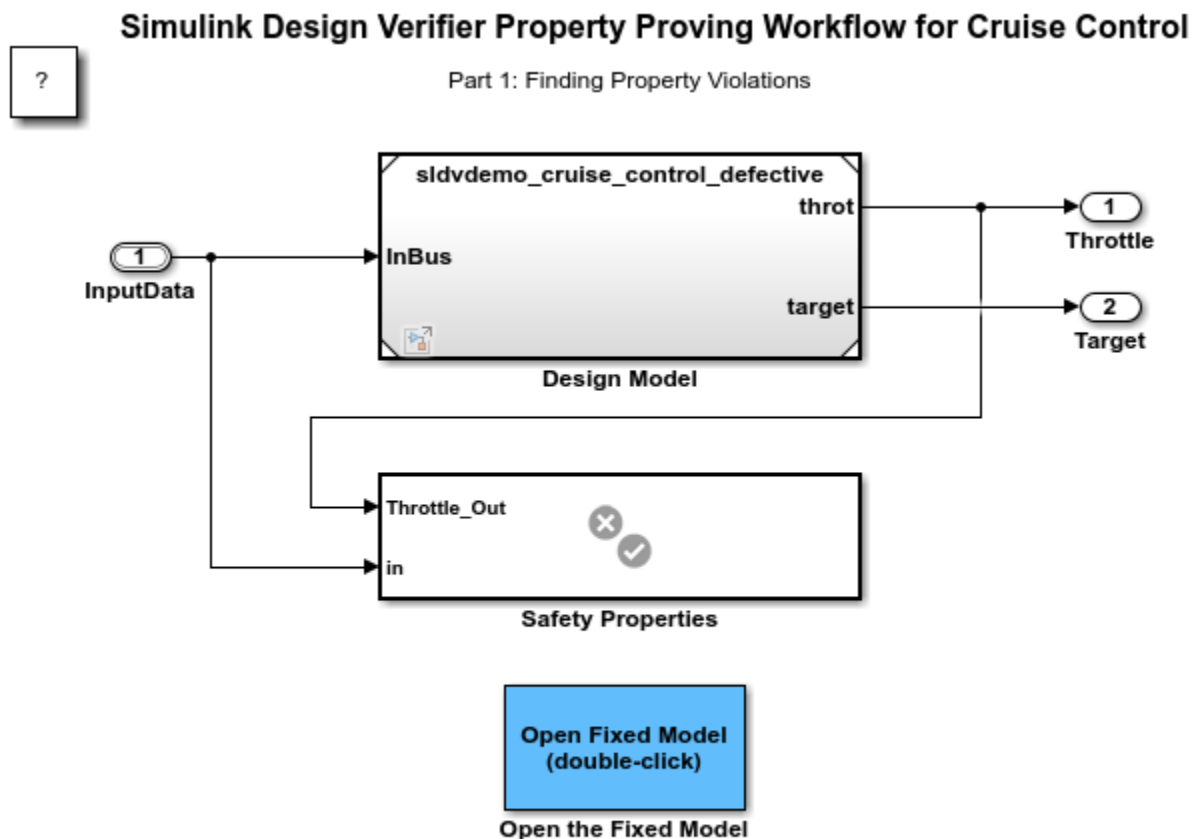 Simulink Design Verifier Property Proving Workflow for Cruise Control
?
Part 1: Finding Property Violations
sldvdemo_cruise_control_defective
throt
1
Throttle
1
InBus
InputData
target
2
Target
Design Model
Throttle_Out
in
Safety Properties
Open Fixed Model
(double-click)
Open the Fixed Model